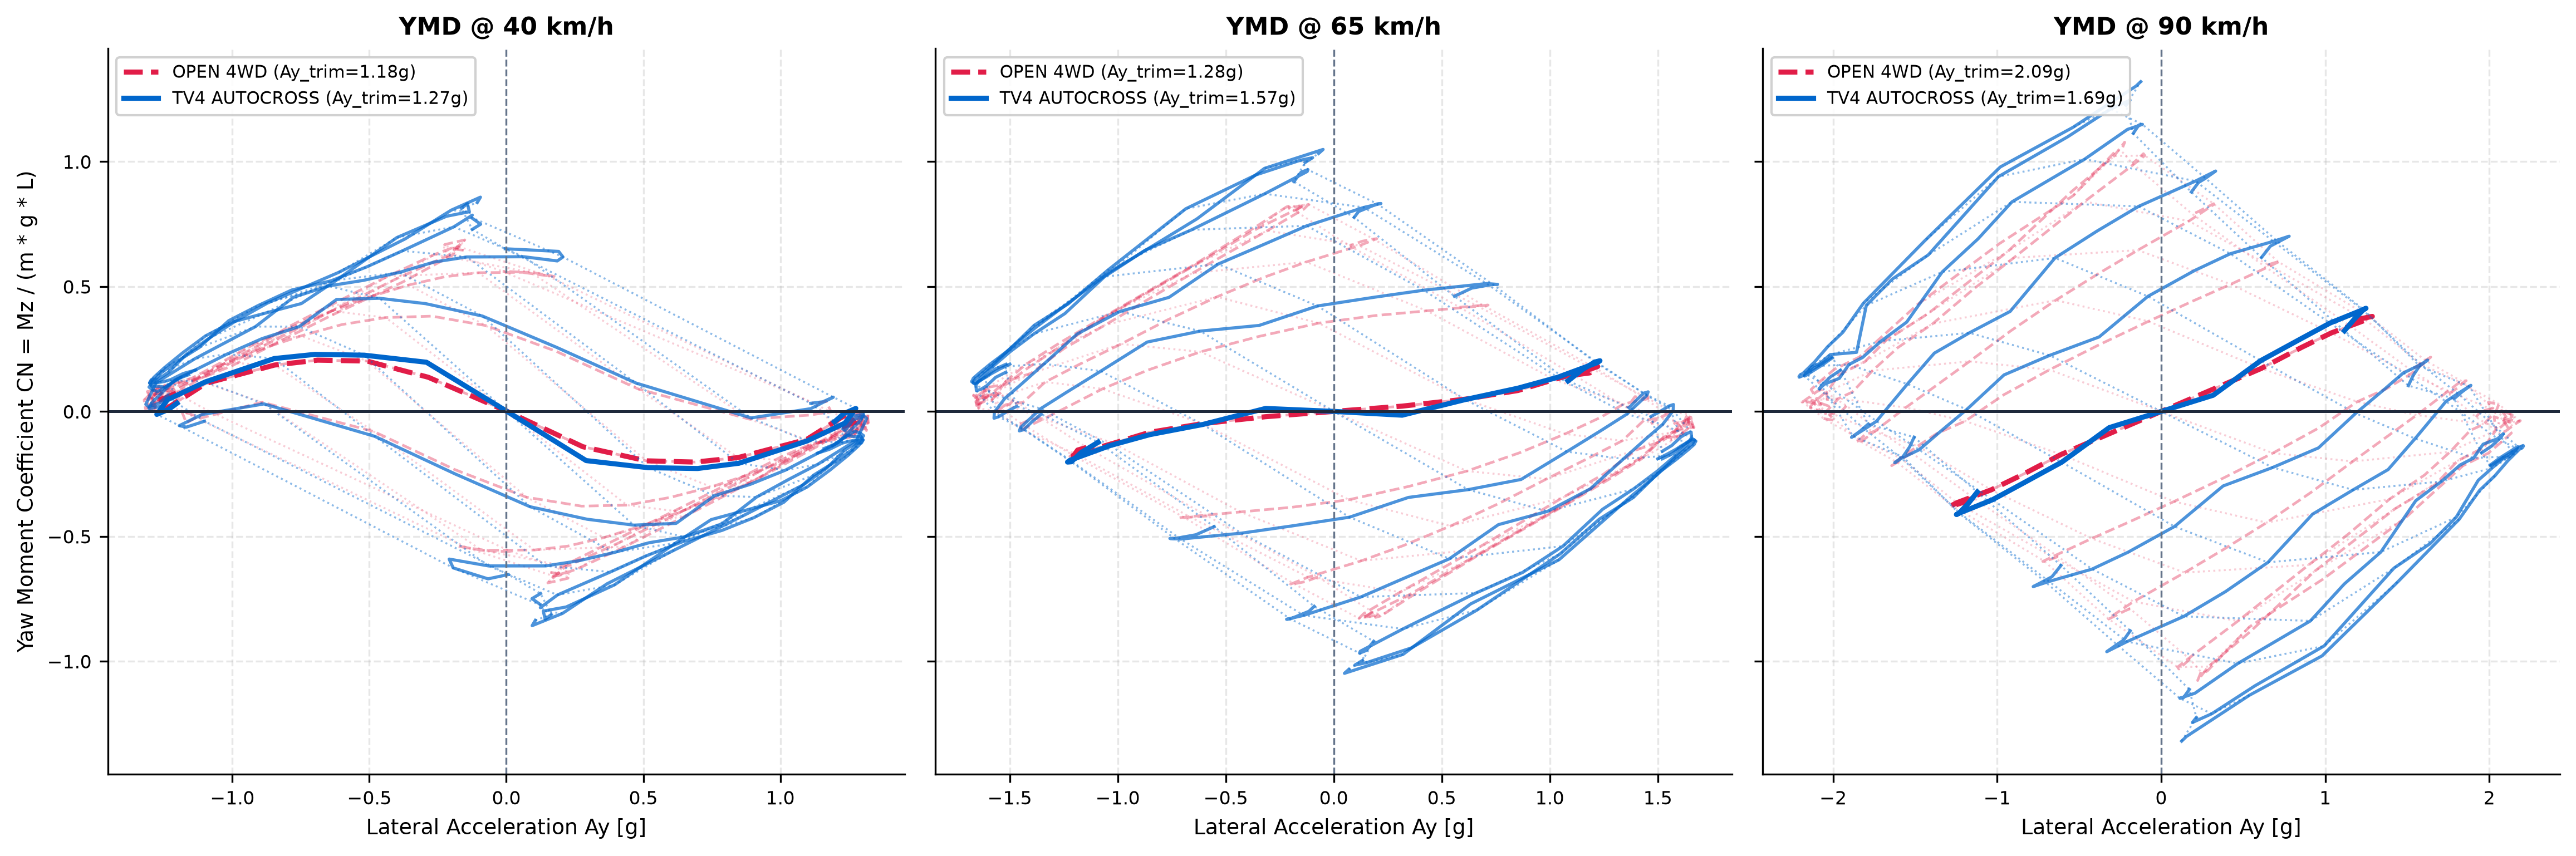 YMD @ 40 km/h
OPEN 4WD (Ay_trim=1.18g)
TV4 AUTOCROSS (Ay_trim=1.27g)
Yaw Moment Coefficient CN = Mz / (m * g * L)
1.0
0.5
0.0
−0.5
−1.0
−1.0 −0.5 0.0 0.5 1.0
Lateral Acceleration Ay [g]
YMD @ 65 km/h
OPEN 4WD (Ay_trim=1.28g)
TV4 AUTOCROSS (Ay_trim=1.57g)
−1.5 −1.0 −0.5 0.0 0.5 1.0 1.5
Lateral Acceleration Ay [g]
YMD @ 90 km/h
OPEN 4WD (Ay_trim=2.09g)
TV4 AUTOCROSS (Ay_trim=1.69g)
−2 −1 0 1 2
Lateral Acceleration Ay [g]